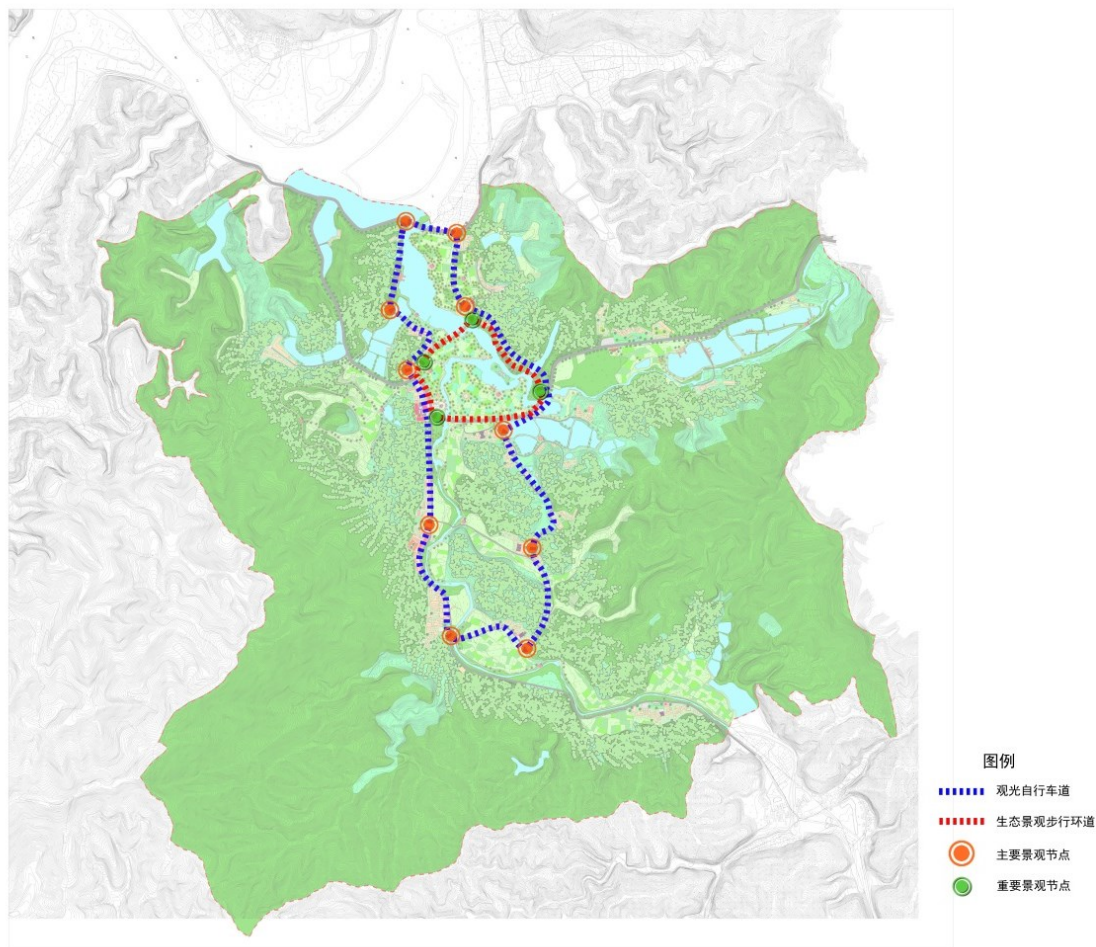 图例
观光自行车道
生态景观步行环道
主要景观节点
重要景观节点